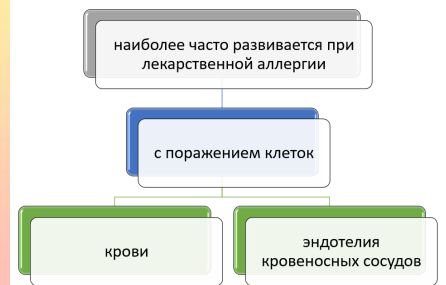 наиболее часто развивается при
лекарственной аллергии
с поражением клеток
крови
эндотелия
кровеносных сосудов